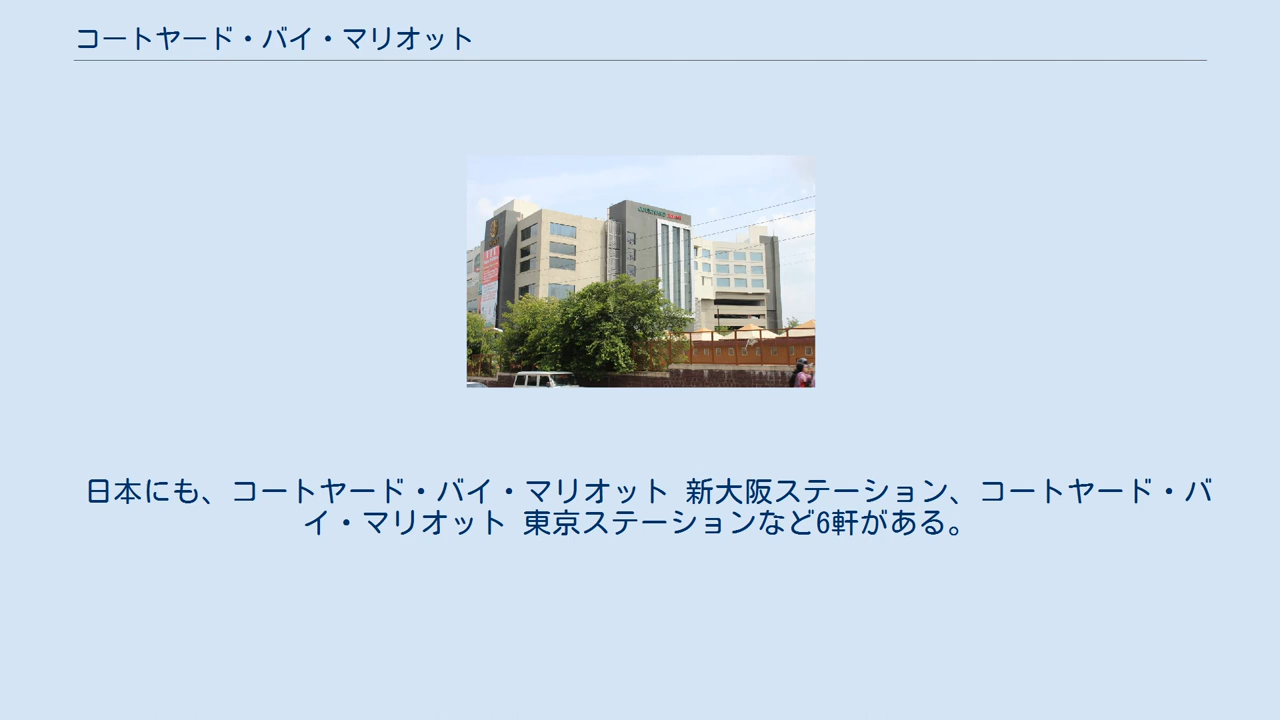 コートヤード・バイ・マリオット
日本にも、コートヤード・バイ・マリオット 新大阪ステーション、コートヤード・バ
イ・マリオット 東京ステーションなど6軒がある。